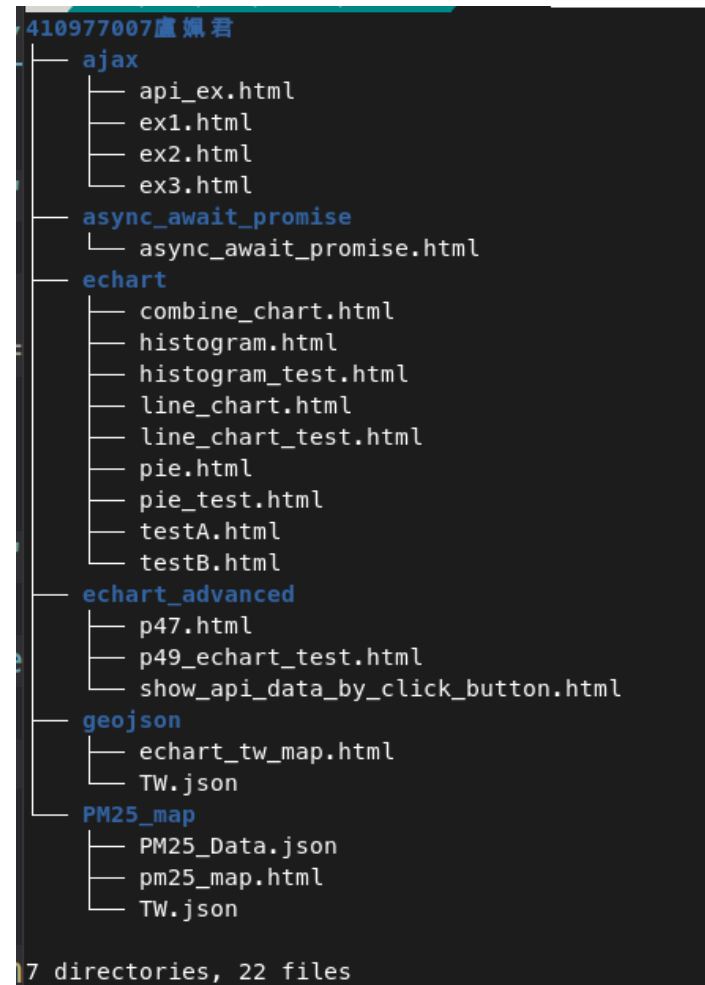 410977007盧姵君
├── ajax
│   ├── api_ex.html
│   ├── ex1.html
│   ├── ex2.html
│   └── ex3.html
├── async_await_promise
│   └── async_await_promise.html
├── echart
│   ├── combine_chart.html
│   ├── histogram.html
│   ├── histogram_test.html
│   ├── line_chart.html
│   ├── line_chart_test.html
│   ├── pie.html
│   ├── pie_test.html
│   ├── testA.html
│   └── testB.html
├── echart_advanced
│   ├── p47.html
│   ├── p49_echart_test.html
│   └── show_api_data_by_click_button.html
├── geojson
│   ├── echart_tw_map.html
│   └── TW.json
└── PM25_map
    ├── PM25_Data.json
    ├── pm25_map.html
    └── TW.json
7 directories, 22 files